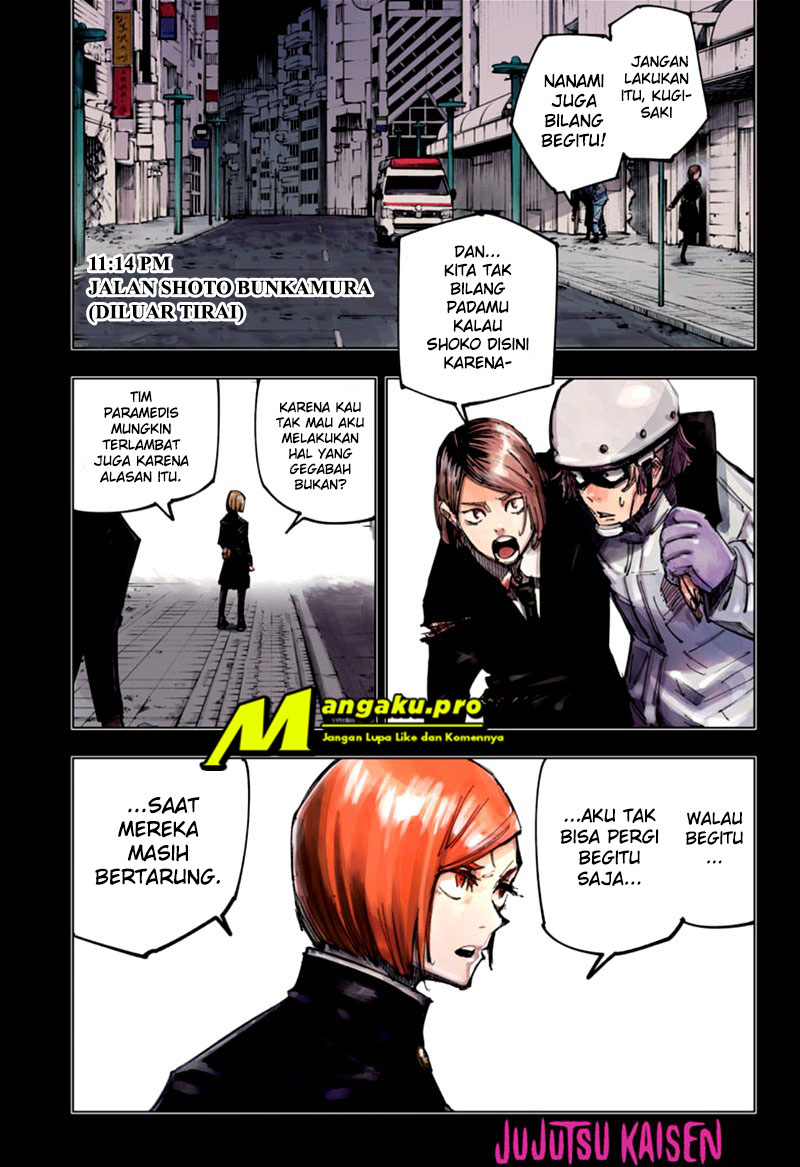 JANGAN
LAKUKAN
ITU, KUGI-
SAKI
NANAMI
JUGA
BILANG
BEGITU!
11:14 PM
JALAN SHOTO BUNKAMURA
(DILUAR TIRAI)
DAN...
KITA TAK
BILANG
PADAMU
KALAU
SHOKO DISINI
KARENA-
KARENA KAU
TAK MAU AKU
MELAKUKAN
HAL YANG
GEGABAH
BUKAN?
TIM
PARAMEDIS
MUNGKIN
TERLAMBAT
JUGA KARENA
ALASAN ITU.
Mangaku.pro
Jangan Lupa Like dan Komennya
WALAU
BEGITU
...
...AKU TAK
BISA PERGI
BEGITU
SAJA...
...SAAT
MEREKA
MASIH
BERTARUNG.
JUJUTSU KAISEN